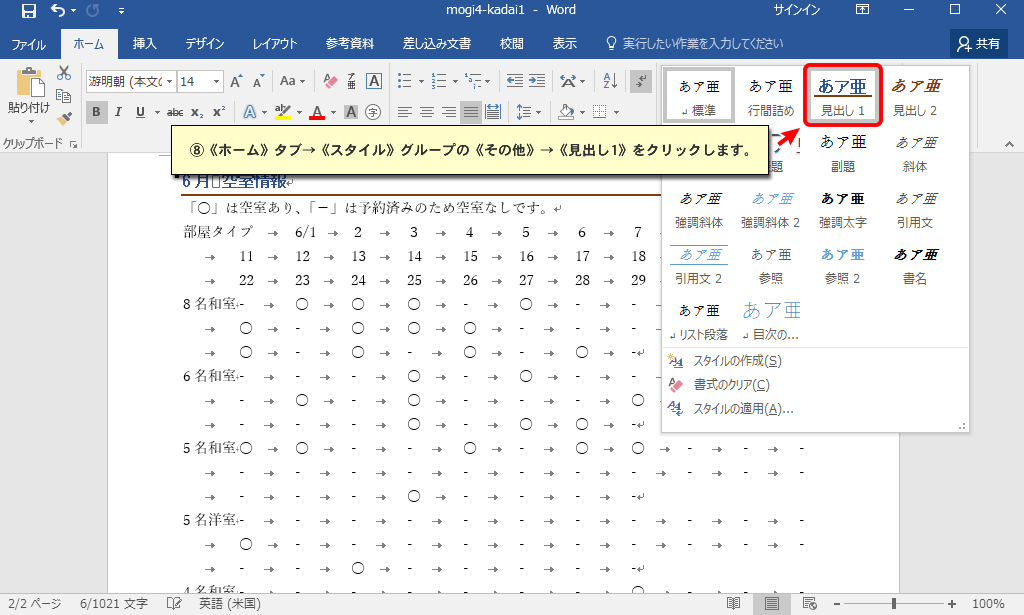 mogi4-kadai1 - Word
サインイン
ファイル ホーム 挿入 デザイン レイアウト 参考資料 差し込み文書 校閲 表示 実行したい作業を入力してください 共有
貼り付け
クリップボード
游明朝 (本文の 14 A A Aa A
B I U abc x₂ x² A A A 字
あア亜 あア亜 あア亜 あア亜
↲ 標準 行間詰め 見出し 1 見出し 2
⑧《ホーム》タブ→《スタイル》グループの《その他》→《見出し1》をクリックします。
あア亜 あア亜
題 副題 斜体
あア亜 あア亜 あア亜 あア亜
強調斜体 強調斜体 2 強調太字 引用文
あア亜 あア亜 あア亜 あア亜
引用文 2 参照 参照 2 書名
あア亜 あア亜
↲ リスト段落 ↲ 目次の...
スタイルの作成(S)
書式のクリア(C)
スタイルの適用(A)...
6 月□空室情報↲
「○」は空室あり、「－」は予約済みのため空室なしです。↲
部屋タイプ → 6/1 → 2 → 3 → 4 → 5 → 6 → 7
→ 11 → 12 → 13 → 14 → 15 → 16 → 17 → 18
→ 22 → 23 → 24 → 25 → 26 → 27 → 28 → 29
8 名和室 - → ○ → ○ → ○ → - → ○ → - → -
→ ○ → - → ○ → ○ → ○ → - → - → -
→ ○ → - → ○ → ○ → - → - → ○ → -↲
6 名和室 - → - → - → ○ → - → ○ → - → -
→ - → ○ → - → ○ → - → - → - → ○
→ - → - → - → ○ → - → ○ → ○ → -↲
5 名和室 ○ → ○ → - → ○ → ○ → - → ○ → ○ → - → - → -
→ - → - → - → - → - → - → - → - → - → - → -
→ - → - → - → ○ → - → - → - → -↲
5 名洋室 - → - → - → - → - → - → - → - → - → - → -
→ ○ → - → - → - → - → - → - → - → - → - → -
→ - → - → ○ → - → - → - → - → -↲
4 名和室
2/2 ページ 6/1021 文字 英語 (米国) 100%